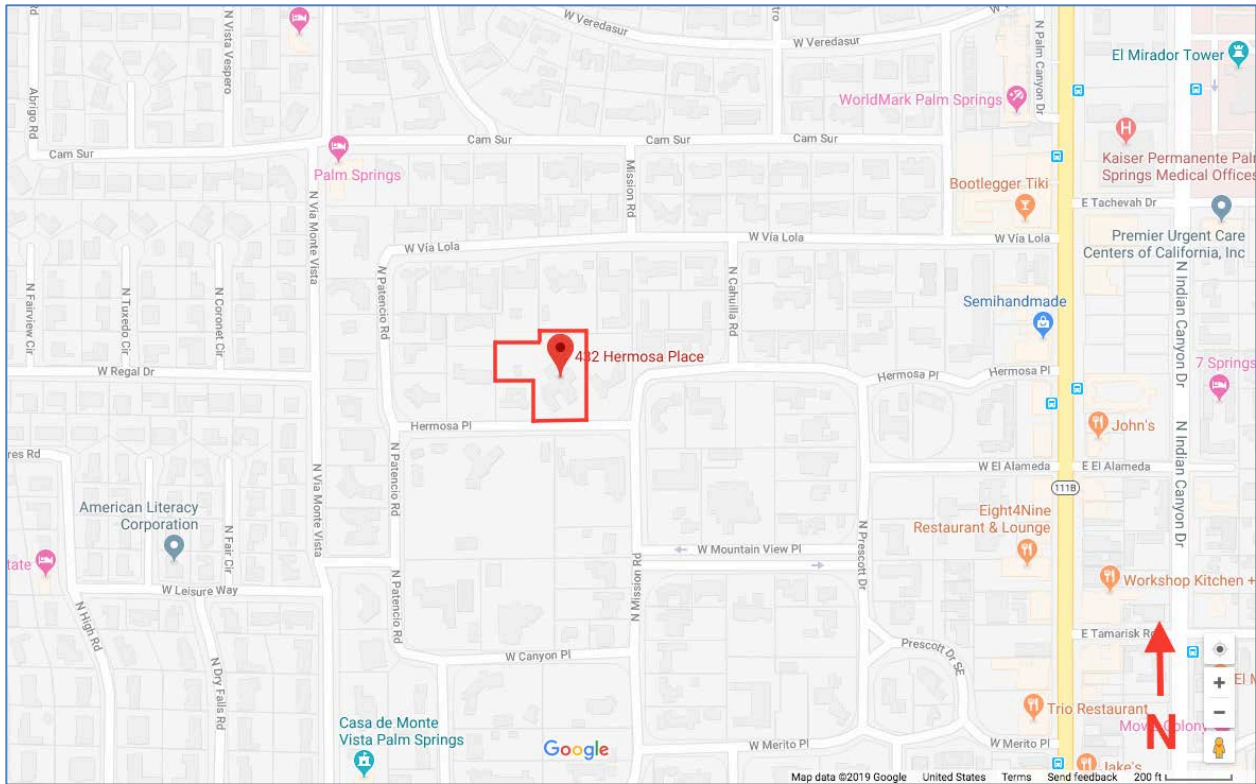 N Vista Vespero
W Veredasur
W Veredasur
N Palm Canyon Dr
El Mirador Tower
Abrigo Rd
WorldMark Palm Springs
Cam Sur
Cam Sur
Cam Sur
Palm Springs
Mission Rd
Kaiser Permanente Pal
Springs Medical Offices
Bootlegger Tiki
E Tachevah Dr
N Via Monte Vista
W Via Lola
W Via Lola
W Via Lola
Premier Urgent Care
Centers of California, Inc
N Fairview Cir
N Tuxedo Cir
N Coronet Cir
N Patencio Rd
N Cahuilla Rd
N Indian Canyon Dr
Semihandmade
432 Hermosa Place
W Regal Dr
Hermosa Pl
Hermosa Pl
7 Springs
Hermosa Pl
John's
N Indian Canyon Dr
res Rd
N Via Monte Vista
N Patencio Rd
W El Alameda
E El Alameda
111B
American Literacy
Corporation
N Fair Cir
Eight4Nine
Restaurant & Lounge
N Prescott Dr
W Mountain View Pl
tate
W Leisure Way
N Patencio Rd
N Mission Rd
Workshop Kitchen +
N High Rd
N Dry Falls Rd
W Canyon Pl
Prescott Dr SE
E Tamarisk R
Casa de Monte
Vista Palm Springs
Google
Trio Restaurant
N
El M
W Merito Pl
W Merito Pl
Jake's
Map data ©2019 Google United States Terms Send feedback 200 ft